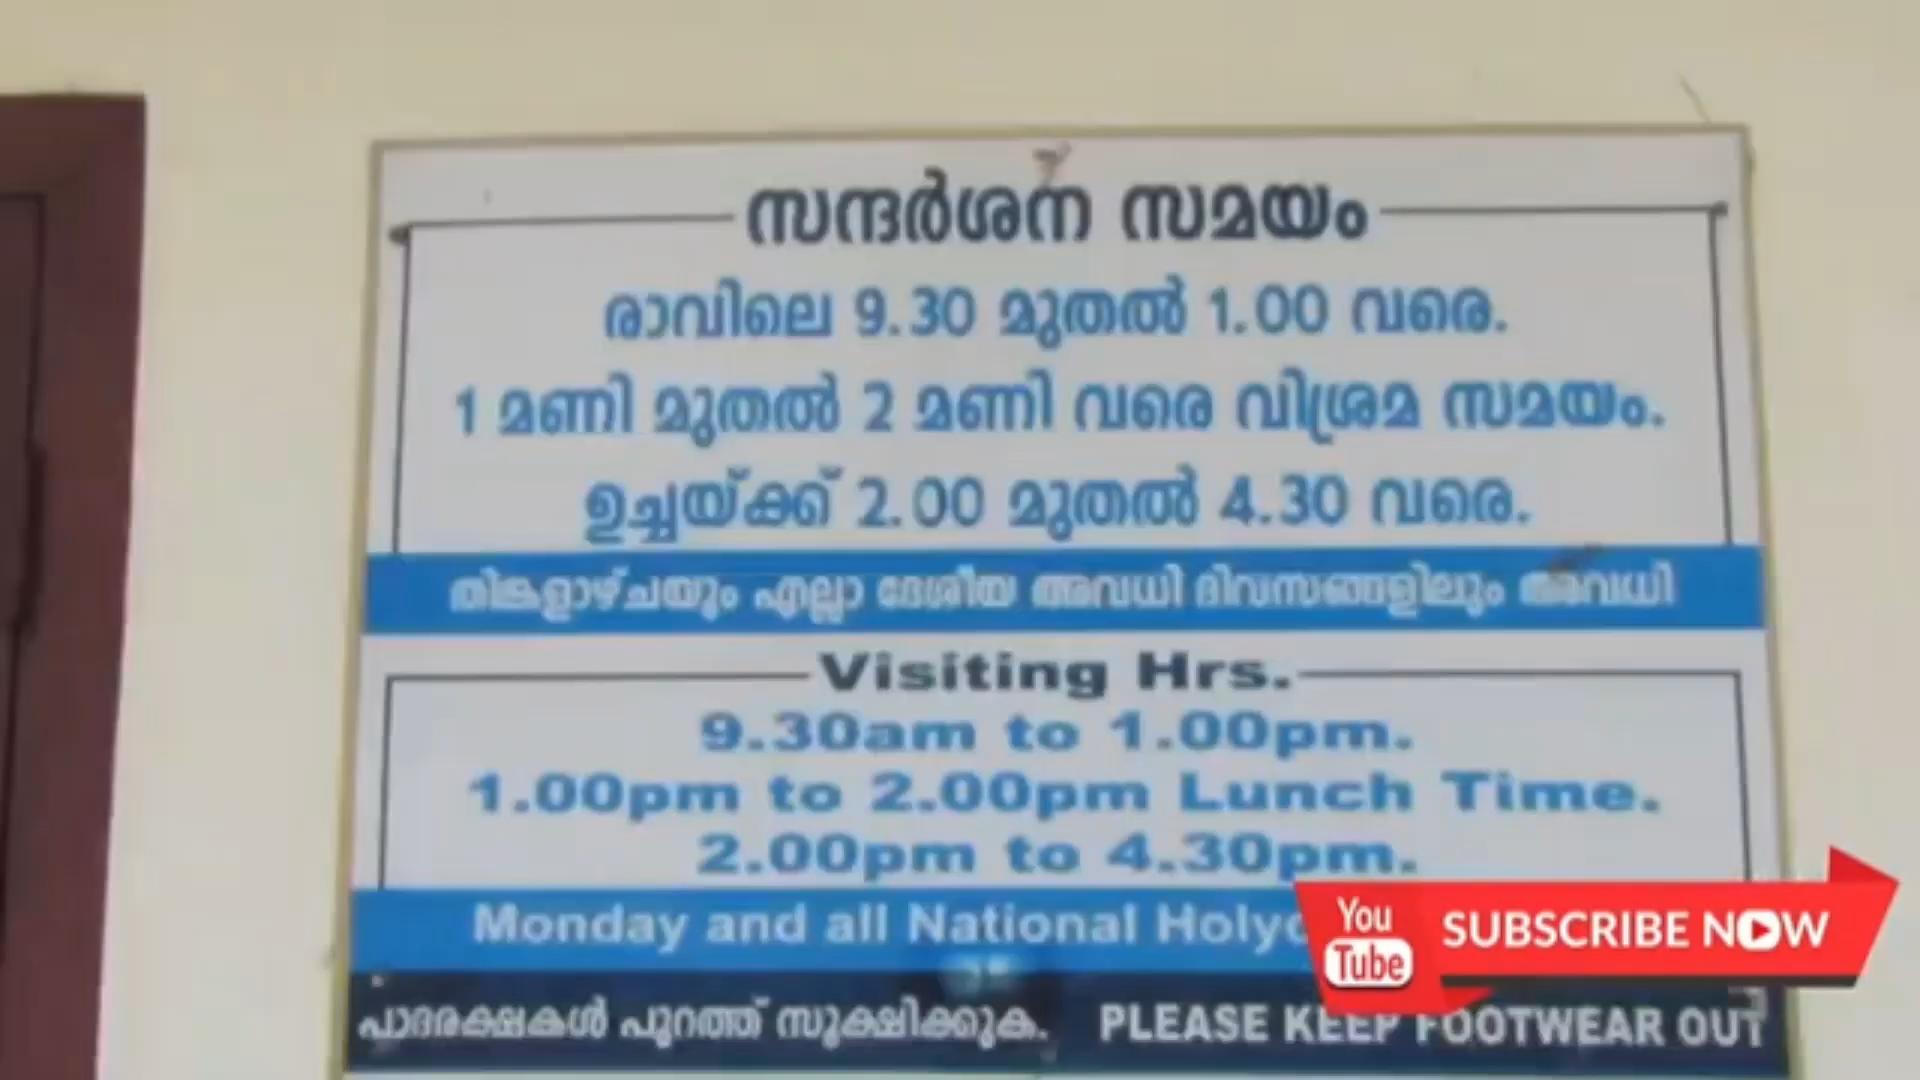 സന്ദർശന സമയം
രാവിലെ 9.30 മുതൽ 1.00 വരെ.
1 മണി മുതൽ 2 മണി വരെ വിശ്രമ സമയം.
ഉച്ചയ്ക്ക് 2.00 മുതൽ 4.30 വരെ.
തിങ്കളാഴ്ചയും എല്ലാ ദേശീയ അവധി ദിവസങ്ങളിലും അവധി
Visiting Hrs.
9.30am to 1.00pm.
1.00pm to 2.00pm Lunch Time.
2.00pm to 4.30pm.
Monday and all National
You Tube SUBSCRIBE NOW
പാദരക്ഷകൾ പുറത്ത് സൂക്ഷിക്കുക. PLEASE KEEP FOOTWEAR OUT